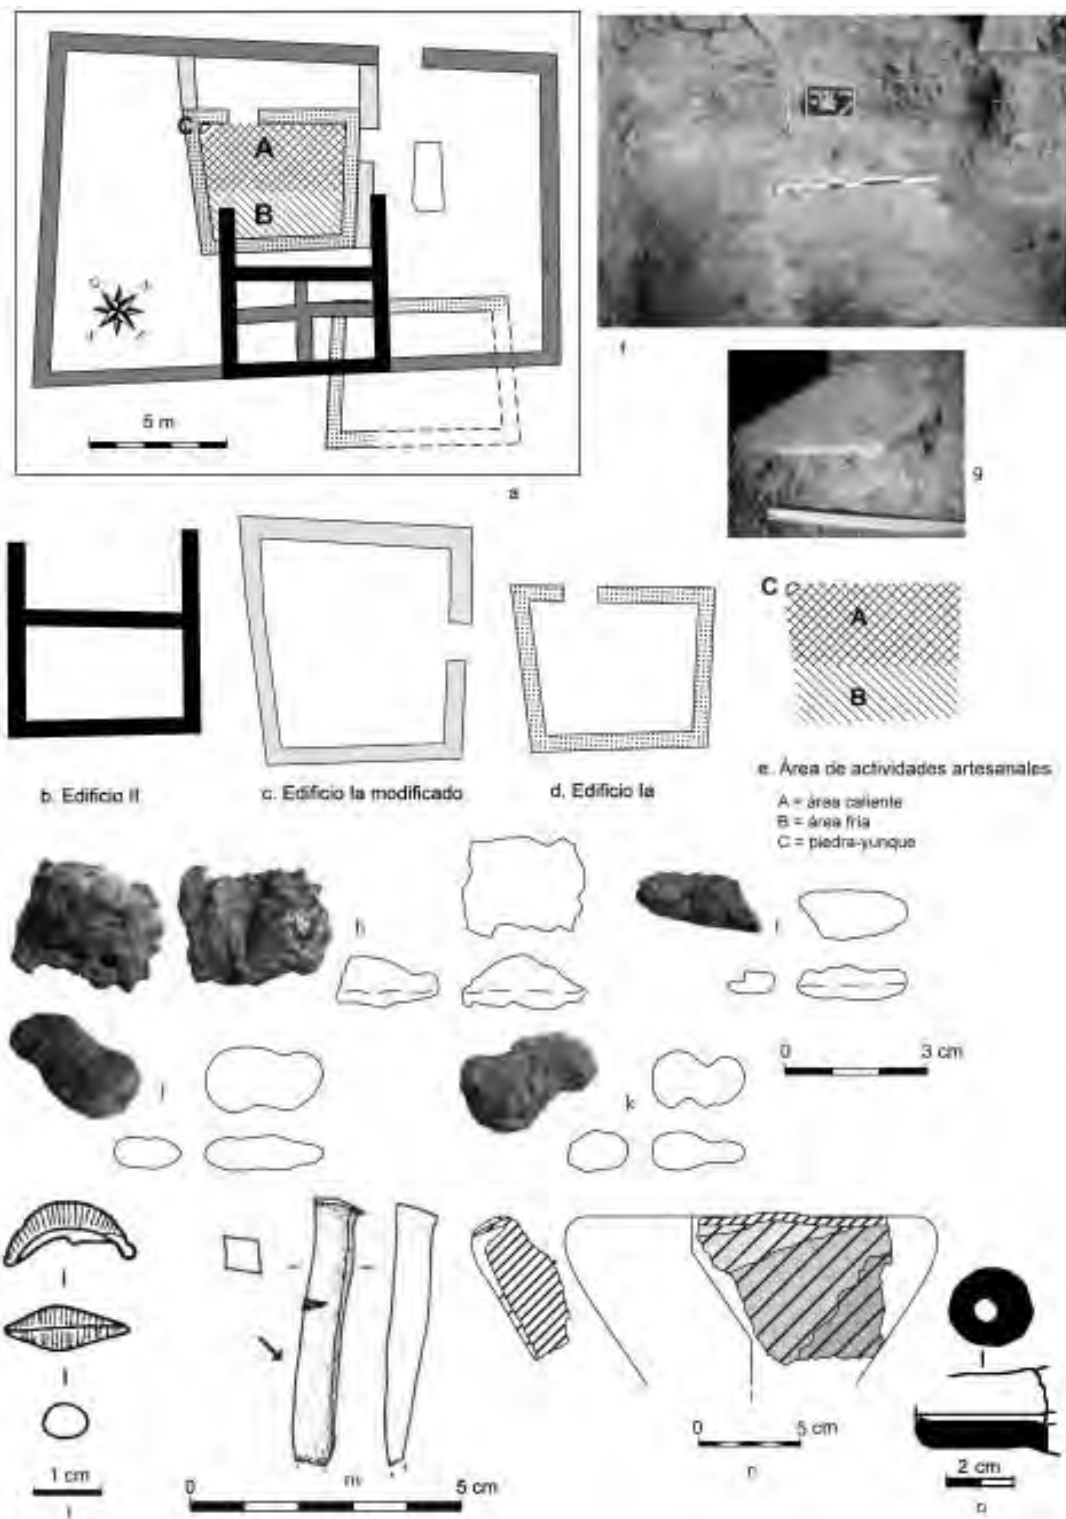 C
A
B
5 m
a
f
g
C
A
B
b. Edificio II
c. Edificio Ia modificado
d. Edificio Ia
e. Área de actividades artesanales
A = área caliente
B = área fría
C = piedra-yunque
h
i
j
k
0 3 cm
1 cm
l
m
0 5 cm
0 5 cm
n
2 cm